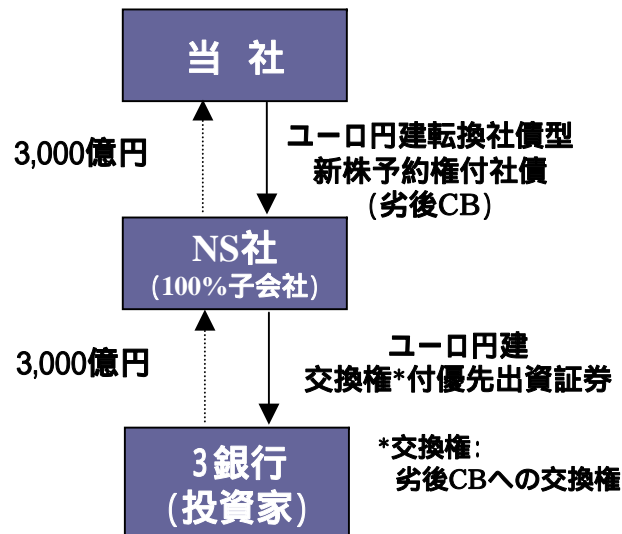 当 社
3,000億円
ユーロ円建転換社債型
新株予約権付社債
(劣後CB)
NS社
(100%子会社)
3,000億円
ユーロ円建
交換権*付優先出資証券
3銀行
(投資家)
*交換権:
劣後CBへの交換権